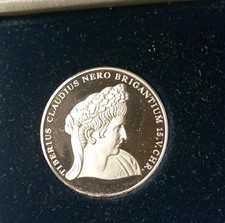 TIBERIUS CLAUDIUS NERO BRIGANTIUM 15.V.CHR.